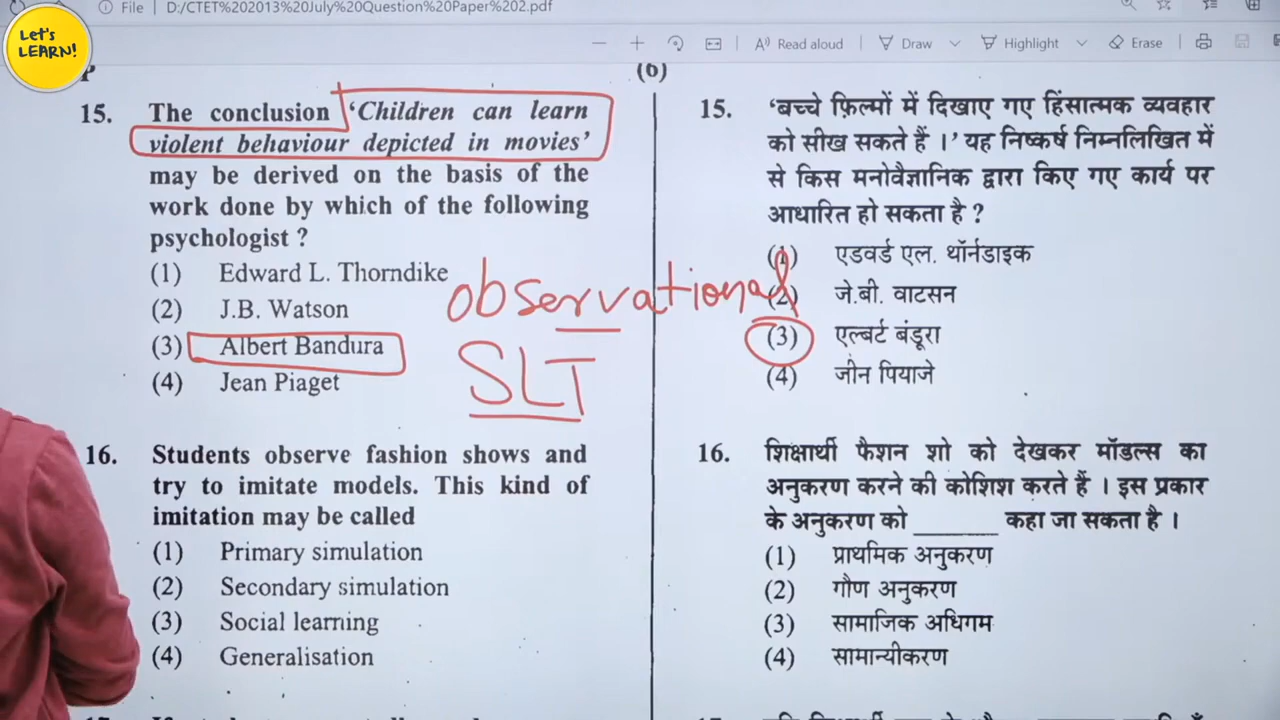 Let's
LEARN!
File | D:/CTET%202013%20July%20Question%20Paper%202.pdf
Read aloud
Draw
Highlight
Erase
15. The conclusion 'Children can learn
violent behaviour depicted in movies'
may be derived on the basis of the
work done by which of the following
psychologist ?
(1) Edward L. Thorndike
(2) J.B. Watson
(3) Albert Bandura
(4) Jean Piaget
observational
SLT
16. Students observe fashion shows and
try to imitate models. This kind of
imitation may be called
(1) Primary simulation
(2) Secondary simulation
(3) Social learning
(4) Generalisation
15. 'बच्चे फ़िल्मों में दिखाए गए हिंसात्मक व्यवहार
को सीख सकते हैं ।' यह निष्कर्ष निम्नलिखित में
से किस मनोवैज्ञानिक द्वारा किए गए कार्य पर
आधारित हो सकता है ?
(1) एडवर्ड एल. थॉर्नडाइक
(2) जे.बी. वाटसन
(3) एल्बर्ट बंडूरा
(4) जीन पियाजे
16. शिक्षार्थी फैशन शो को देखकर मॉडल्स का
अनुकरण करने की कोशिश करते हैं । इस प्रकार
के अनुकरण को ______ कहा जा सकता है ।
(1) प्राथमिक अनुकरण
(2) गौण अनुकरण
(3) सामाजिक अधिगम
(4) सामान्यीकरण